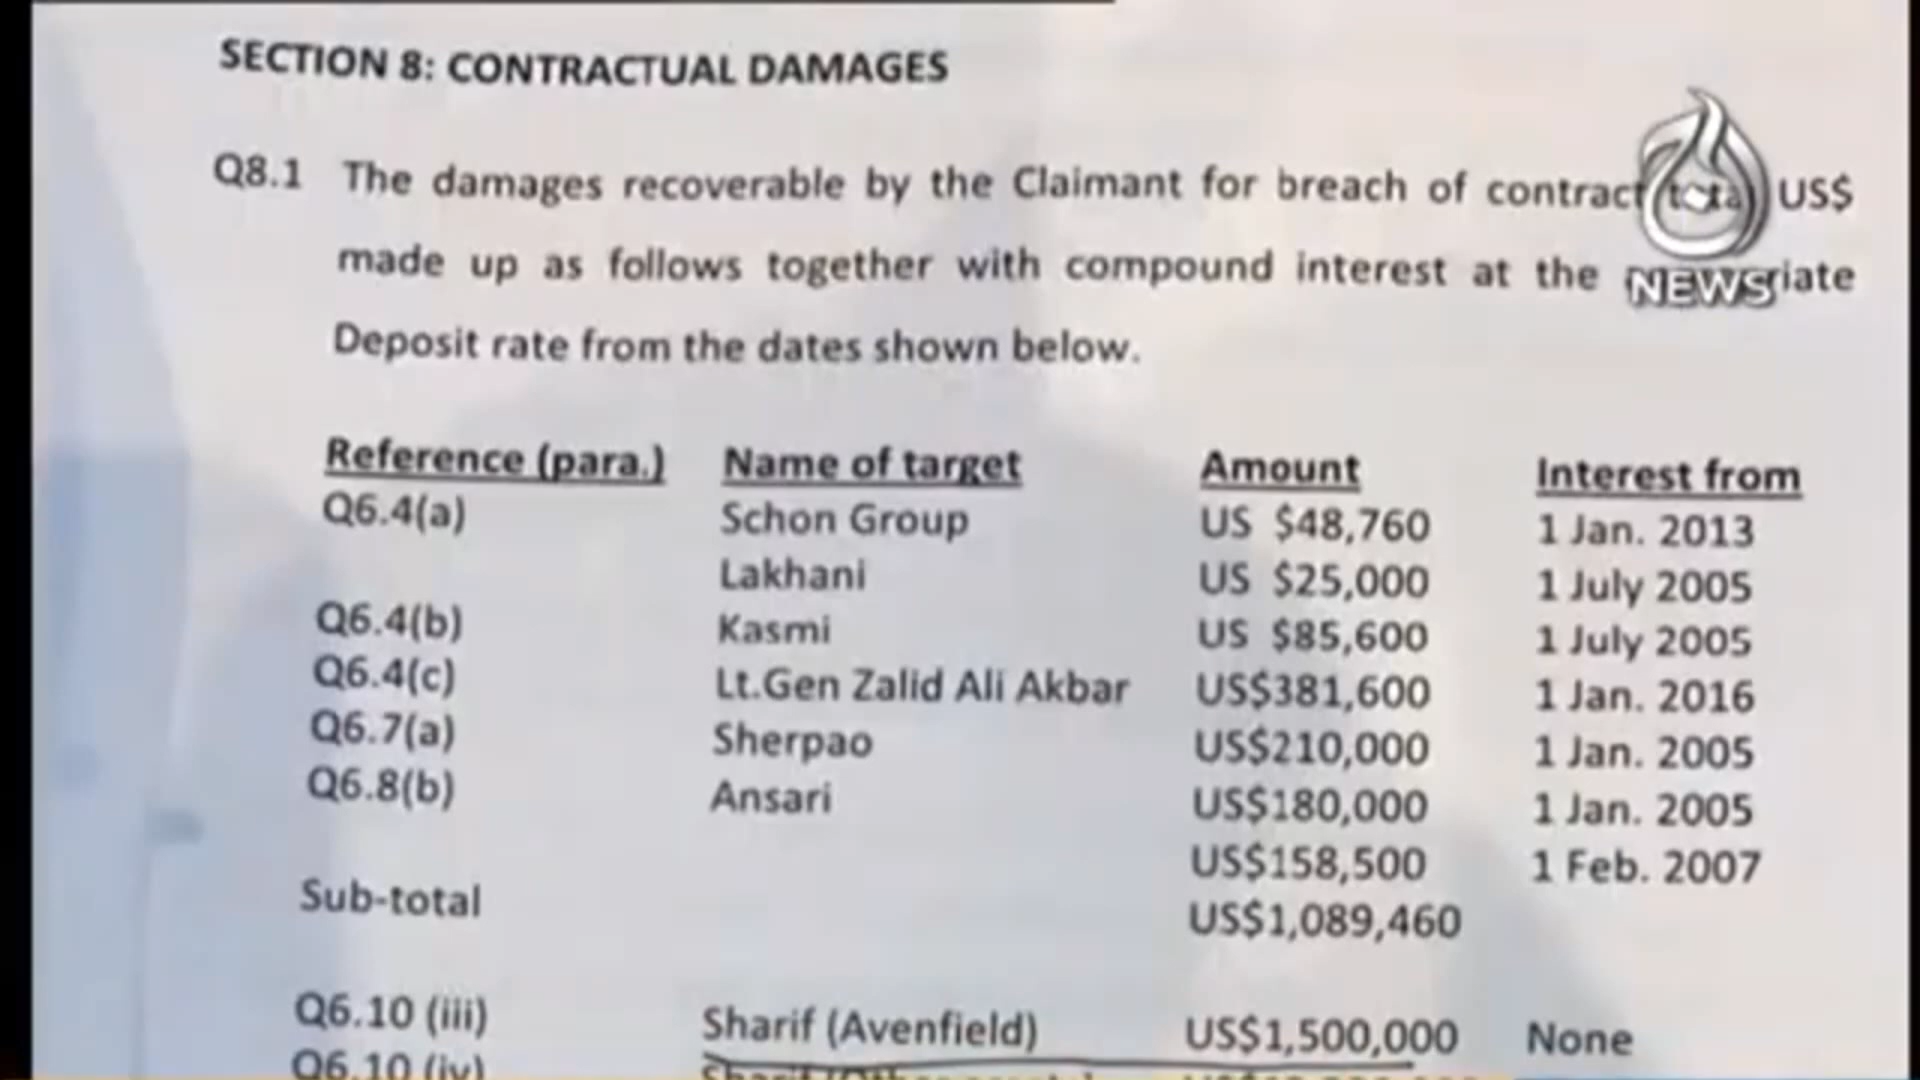 SECTION 8: CONTRACTUAL DAMAGES
Q8.1 The damages recoverable by the Claimant for breach of contract total US$
made up as follows together with compound interest at the
Deposit rate from the dates shown below.
NEWS
Reference (para.) Name of target Amount Interest from
Q6.4(a) Schon Group US $48,760 1 Jan. 2013
Lakhani US $25,000 1 July 2005
Q6.4(b) Kasmi US $85,600 1 July 2005
Q6.4(c) Lt.Gen Zalid Ali Akbar US$381,600 1 Jan. 2016
Q6.7(a) Sherpao US$210,000 1 Jan. 2005
Q6.8(b) Ansari US$180,000 1 Jan. 2005
US$158,500 1 Feb. 2007
Sub-total US$1,089,460
Q6.10 (iii) Sharif (Avenfield) US$1,500,000 None
Q6.10 (iv)